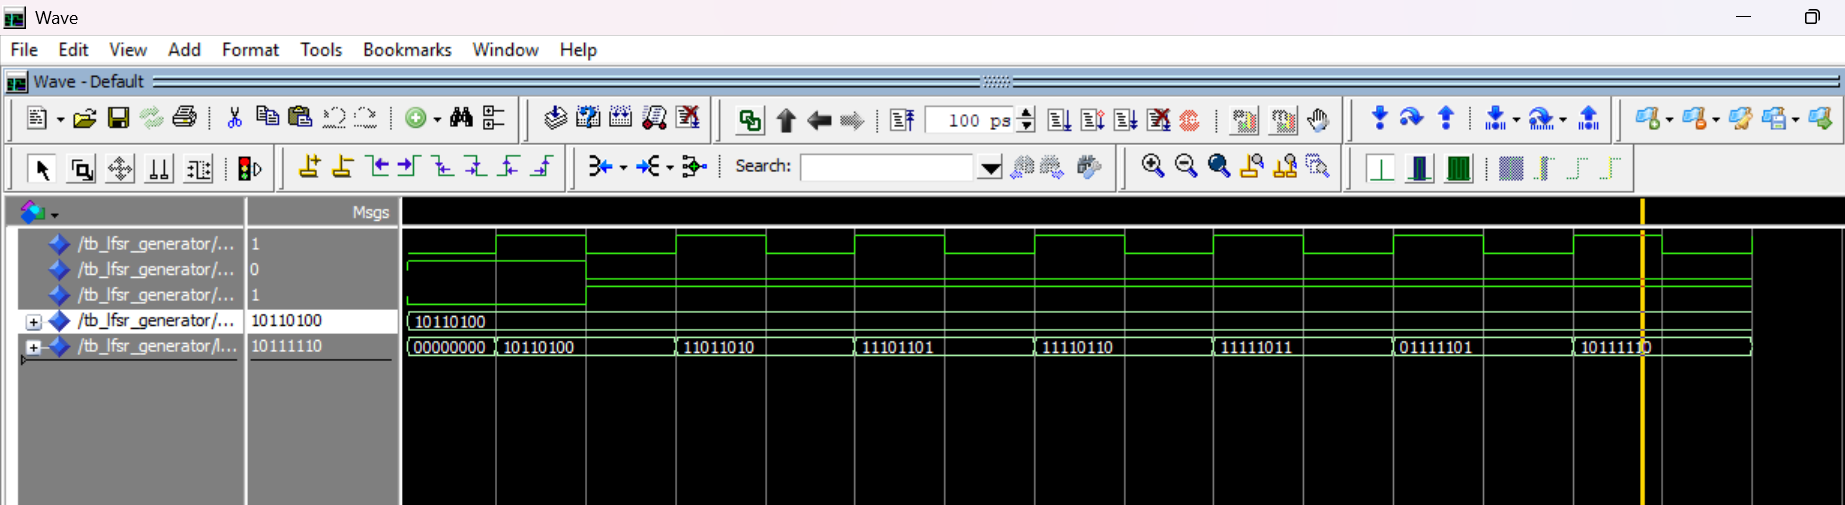 Wave
File Edit View Add Format Tools Bookmarks Window Help
Wave - Default
100 ps
Search:
Msgs
/tb_lfsr_generator/... 1
/tb_lfsr_generator/... 0
/tb_lfsr_generator/... 1
/tb_lfsr_generator/... 10110100 10110100
/tb_lfsr_generator/l... 10111110 00000000 10110100 11011010 11101101 11110110 11111011 01111101 10111110